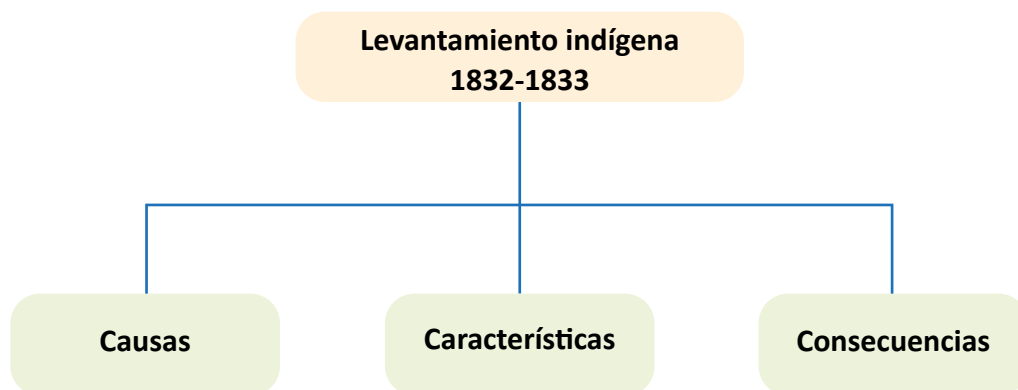 Levantamiento indígena
1832-1833
Causas
Características
Consecuencias